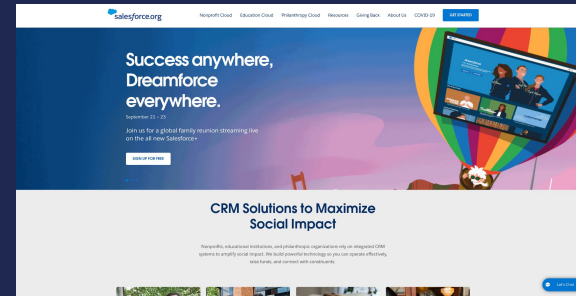 salesforce.org
Nonprofit Cloud Education Cloud Philanthropy Cloud Resources Giving Back About Us COVID-19 GET STARTED
Success anywhere,
Dreamforce
everywhere.
September 21 – 23
Join us for a global family reunion streaming live
on the all new Salesforce+
SIGN UP FOR FREE
CRM Solutions to Maximize
Social Impact
Nonprofits, educational institutions, and philanthropic organizations rely on integrated CRM
systems to amplify social impact. We build powerful technology so you can operate effectively,
raise funds, and connect with constituents.
Let's Chat